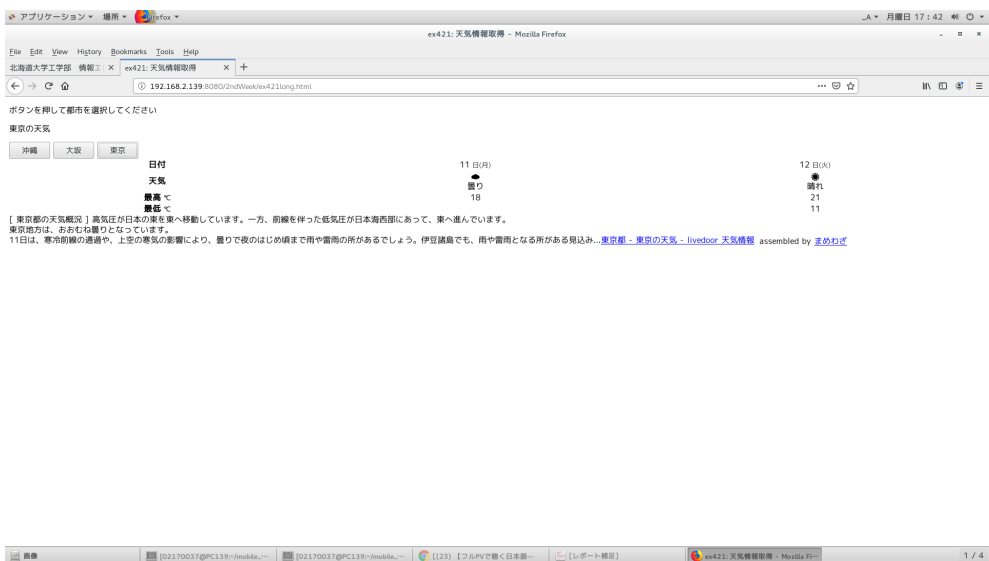 アプリケーション 場所 Firefox _A 月曜日 17：42
ex421: 天気情報取得 - Mozilla Firefox
File Edit View History Bookmarks Tools Help
北海道大学工学部 情報エ ex421: 天気情報取得
192.168.2.139:8080/2ndWeek/ex421long.html
ボタンを押して都市を選択してください
東京の天気
沖縄 大坂 東京
日付 11 日(月) 12 日(火)
天気 曇り 晴れ
最高 ℃ 18 21
最低 ℃ 11
[ 東京都の天気概況 ] 高気圧が日本の東を東へ移動しています。一方、前線を伴った低気圧が日本海西部にあって、東へ進んでいます。
東京地方は、おおむね曇りとなっています。
11日は、寒冷前線の通過や、上空の寒気の影響により、曇りで夜のはじめ頃まで雨や雷雨の所があるでしょう。伊豆諸島でも、雨や雷雨となる所がある見込み...東京都 - 東京の天気 - livedoor 天気情報 assembled by まめわざ
画像 [02170037@PC139:~/mobile_… [02170037@PC139:~/mobile_… [(23) 【フルPVで聴く日本語… [レポート補足] ex421: 天気情報取得 - Mozilla Fi… 1 / 4